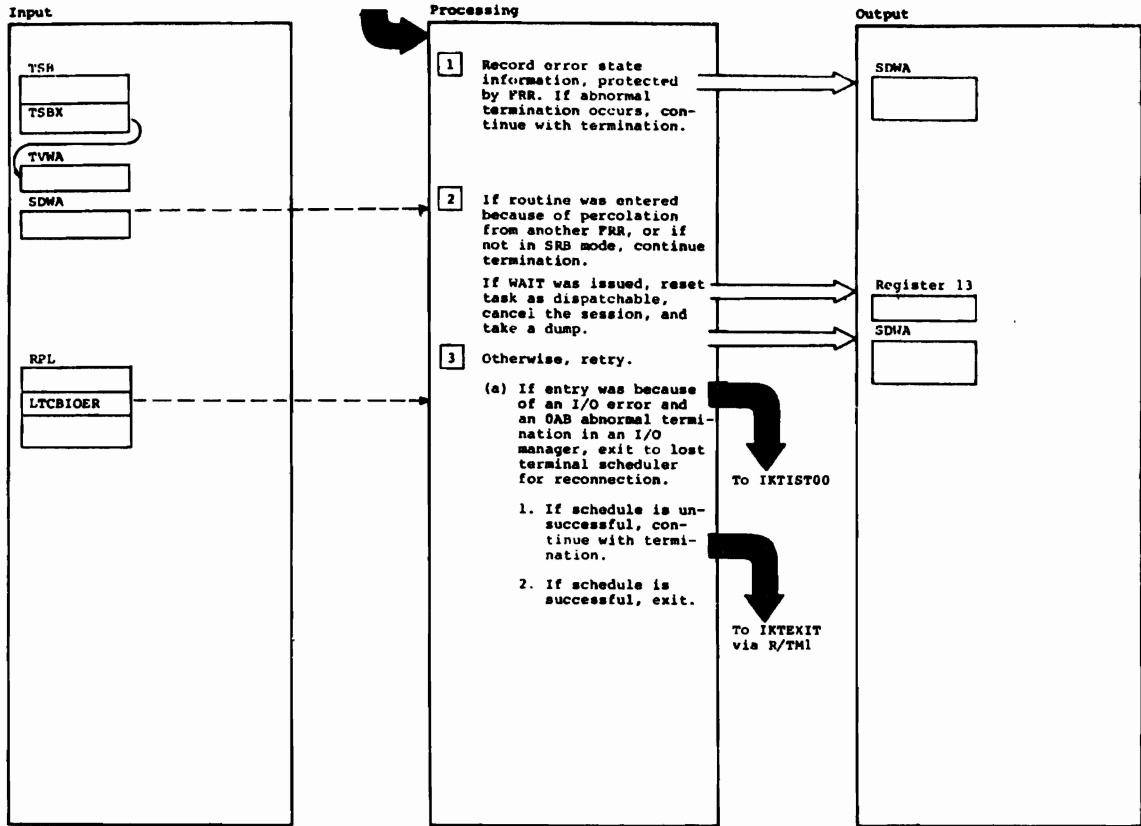 Input
TSB
TSBX
TVWA
SDWA
RPL
LTCBIOER
Processing
1 Record error state
information, protected
by FRR. If abnormal
termination occurs, con-
tinue with termination.
2 If routine was entered
because of percolation
from another FRR, or if
not in SRB mode, continue
termination.
If WAIT was issued, reset
task as dispatchable,
cancel the session, and
take a dump.
3 Otherwise, retry.
(a) If entry was because
of an I/O error and
an 0AB abnormal termi-
nation in an I/O
manager, exit to lost
terminal scheduler
for reconnection.
1. If schedule is un-
successful, con-
tinue with termi-
nation.
2. If schedule is
successful, exit.
To IKTIST00
To IKTEXIT
via R/TM1
Output
SDWA
Register 13
SDWA